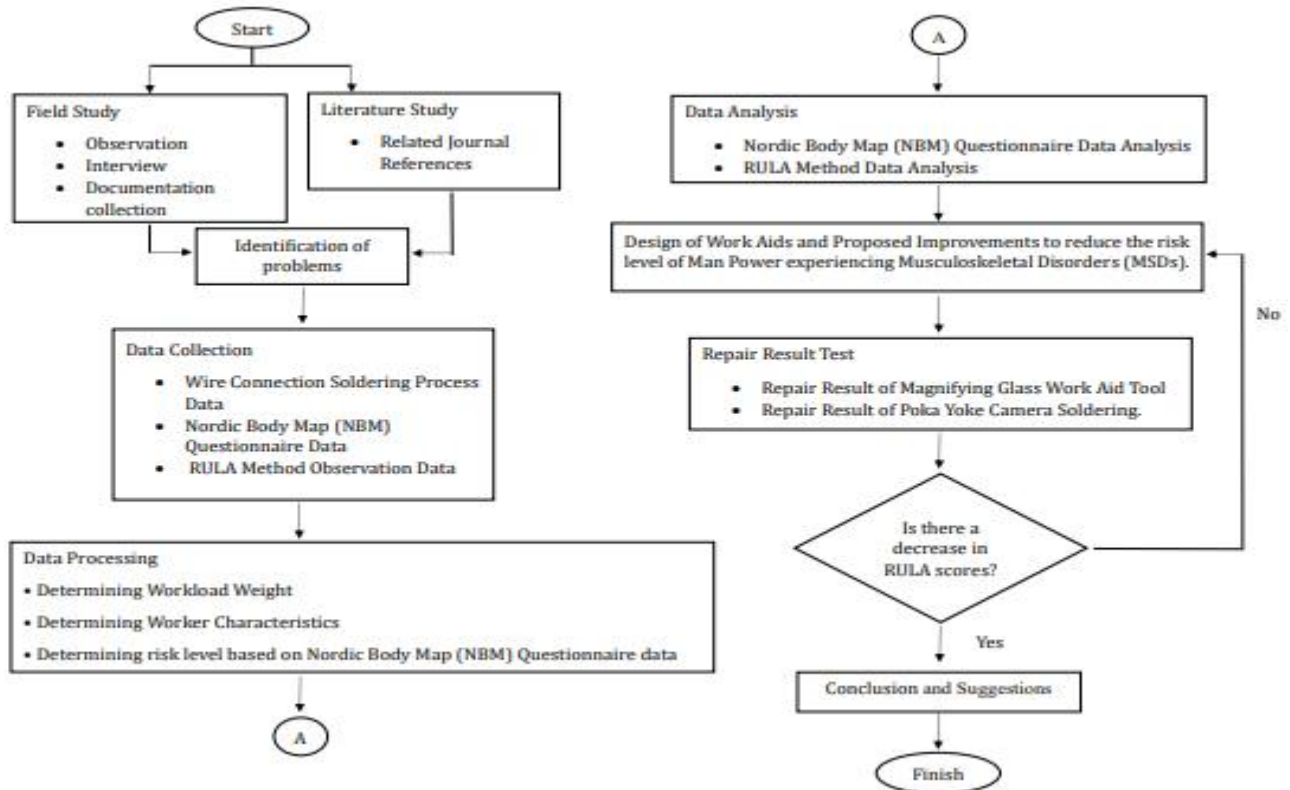 Start
Field Study
• Observation
• Interview
• Documentation
collection
Literature Study
• Related Journal
References
Identification of
problems
Data Collection
• Wire Connection Soldering Process
Data
• Nordic Body Map (NBM)
Questionnaire Data
• RULA Method Observation Data
Data Processing
• Determining Workload Weight
• Determining Worker Characteristics
• Determining risk level based on Nordic Body Map (NBM) Questionnaire data
A
A
Data Analysis
• Nordic Body Map (NBM) Questionnaire Data Analysis
• RULA Method Data Analysis
Design of Work Aids and Proposed Improvements to reduce the risk
level of Man Power experiencing Musculoskeletal Disorders (MSDs).
No
Repair Result Test
• Repair Result of Magnifying Glass Work Aid Tool
• Repair Result of Poka Yoke Camera Soldering.
Is there a
decrease in
RULA scores?
Yes
Conclusion and Suggestions
Finish